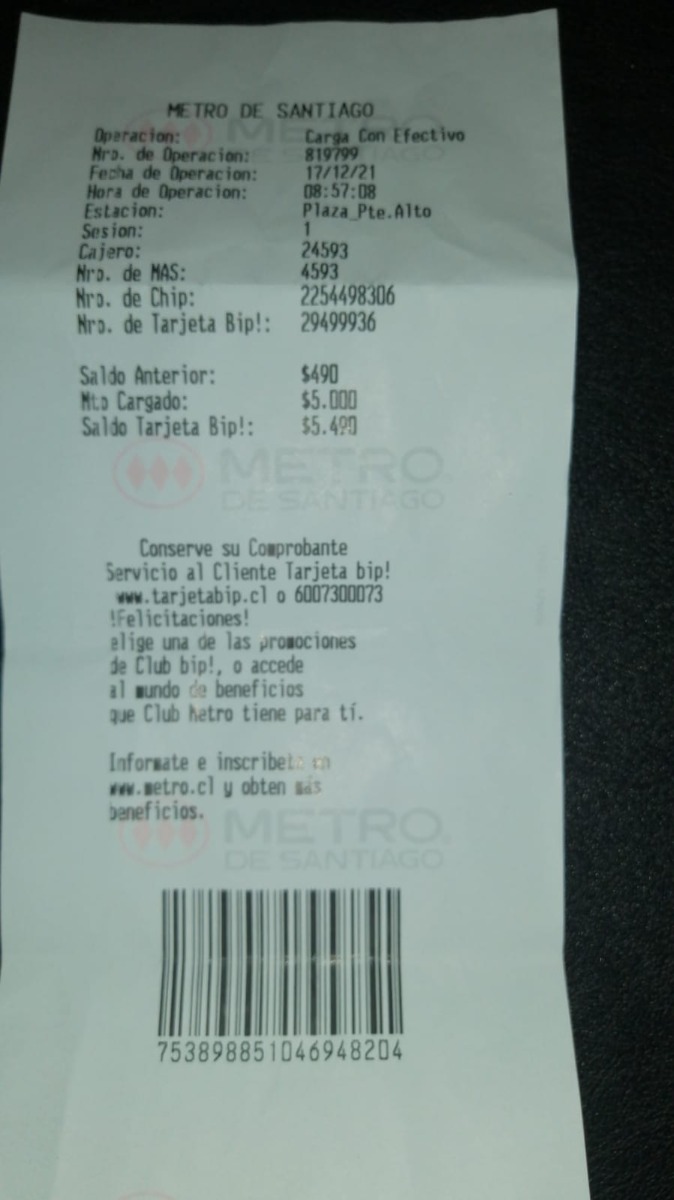 METRO DE SANTIAGO
Operacion: Carga Con Efectivo
Nro. de Operacion: 819799
Fecha de Operacion: 17/12/21
Hora de Operacion: 08:57:08
Estacion: Plaza_Pte.Alto
Sesion: 1
Cajero: 24593
Nro. de MAS: 4593
Nro. de Chip: 2254498306
Nro. de Tarjeta Bip!: 29499936
Saldo Anterior: $490
Mto Cargado: $5.000
Saldo Tarjeta Bip!: $5.490
METRO
DE SANTIAGO
Conserve su Comprobante
Servicio al Cliente Tarjeta bip!
www.tarjetabip.cl o 6007300073
!Felicitaciones!
elige una de las promociones
de Club bip!, o accede
al mundo de beneficios
que Club Metro tiene para tí.
Informate e inscribete en
www.metro.cl y obten más
beneficios.
METRO
DE SANTIAGO
753898851046948204